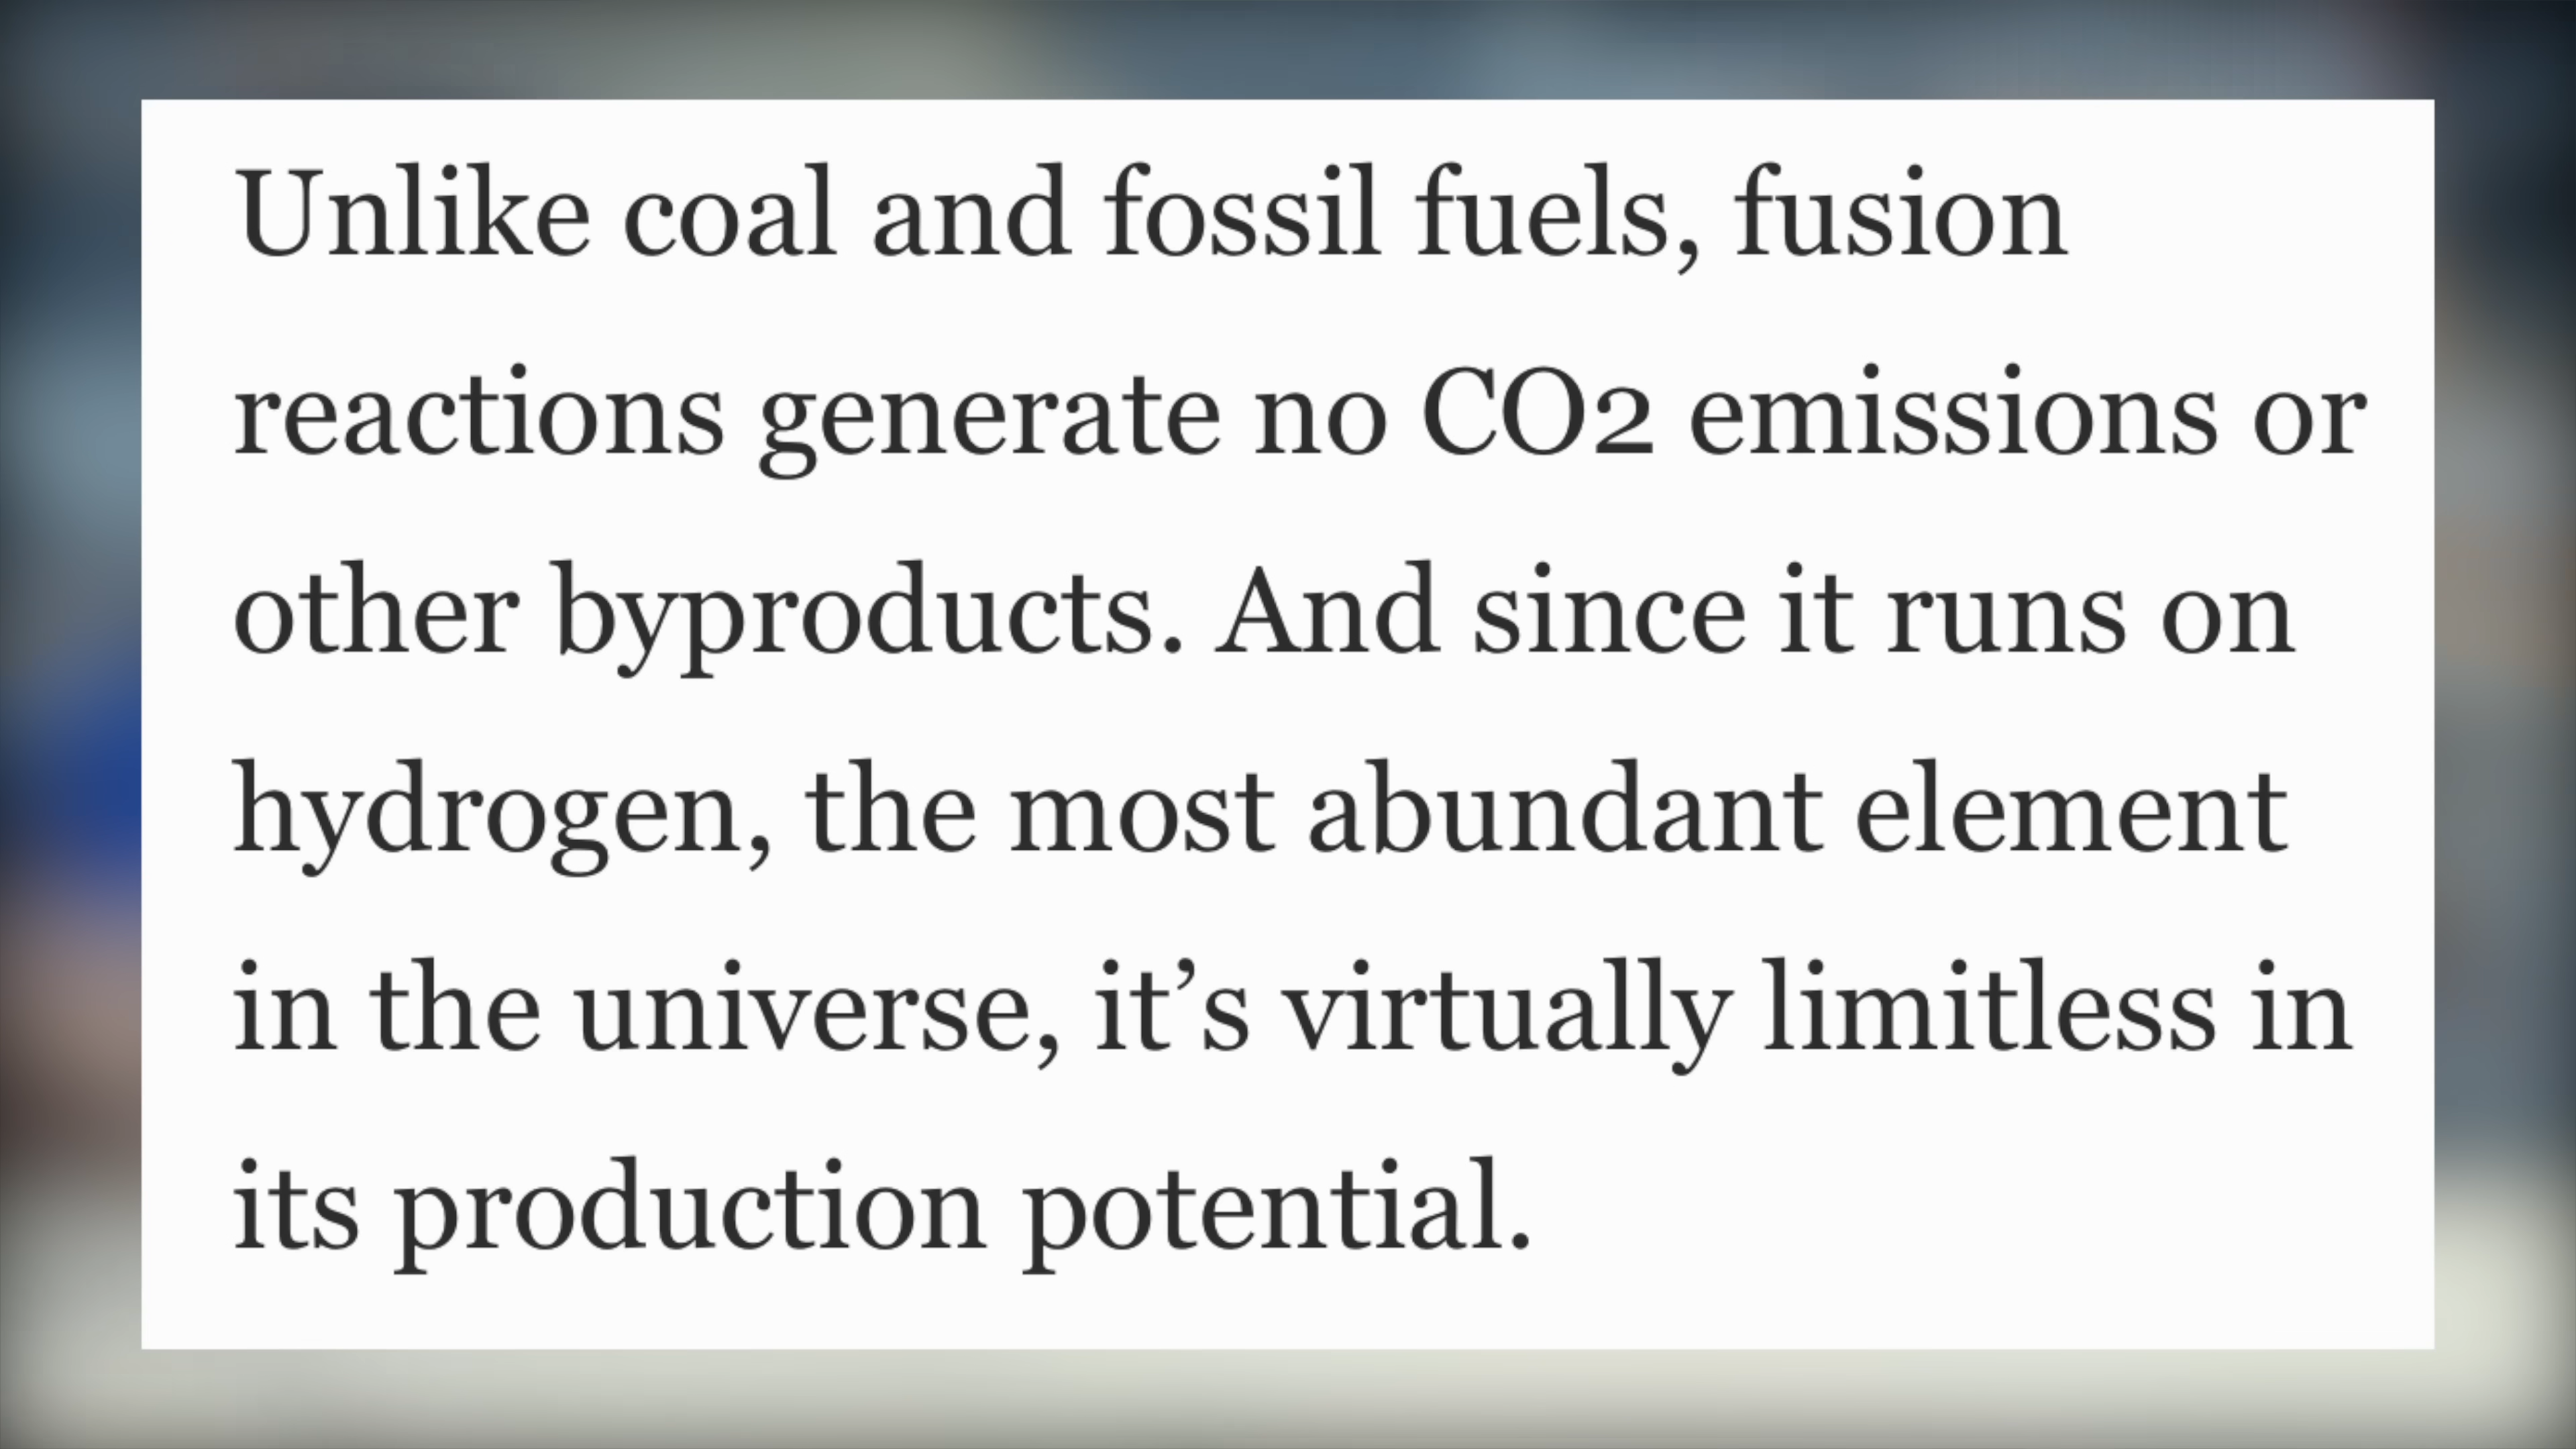 Unlike coal and fossil fuels, fusion
reactions generate no CO2 emissions or
other byproducts. And since it runs on
hydrogen, the most abundant element
in the universe, it’s virtually limitless in
its production potential.